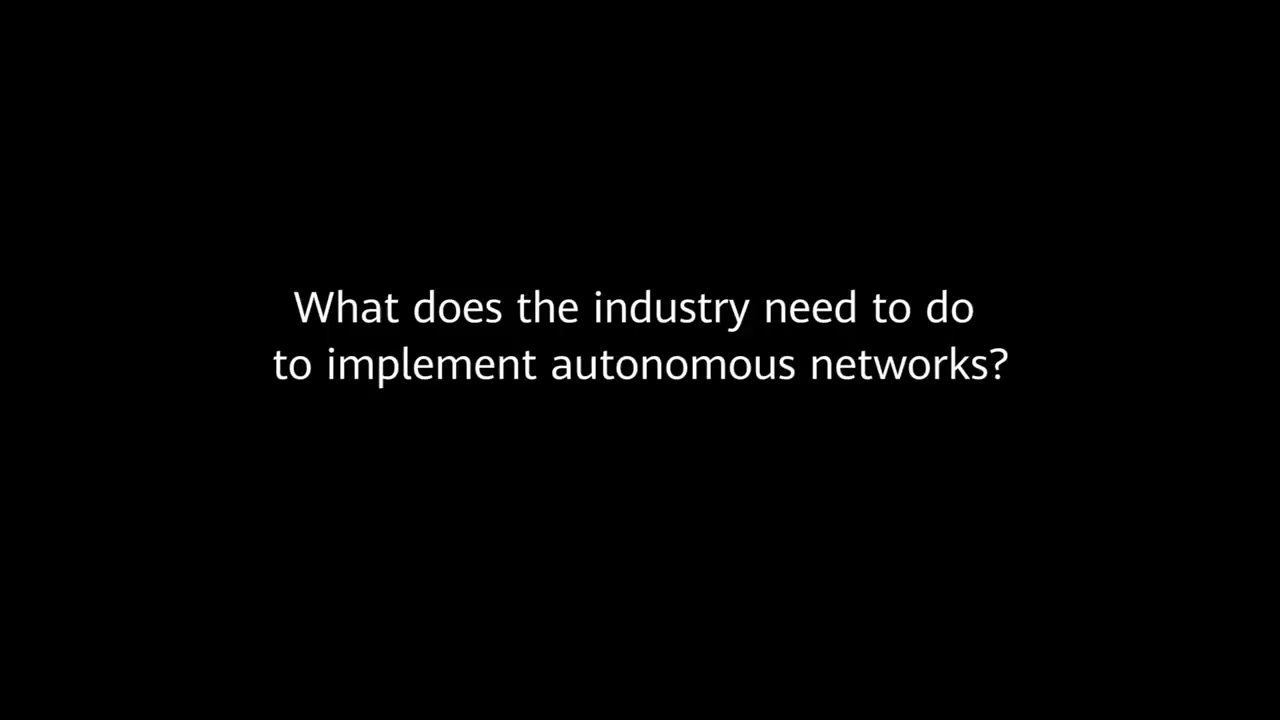 What does the industry need to do
to implement autonomous networks?